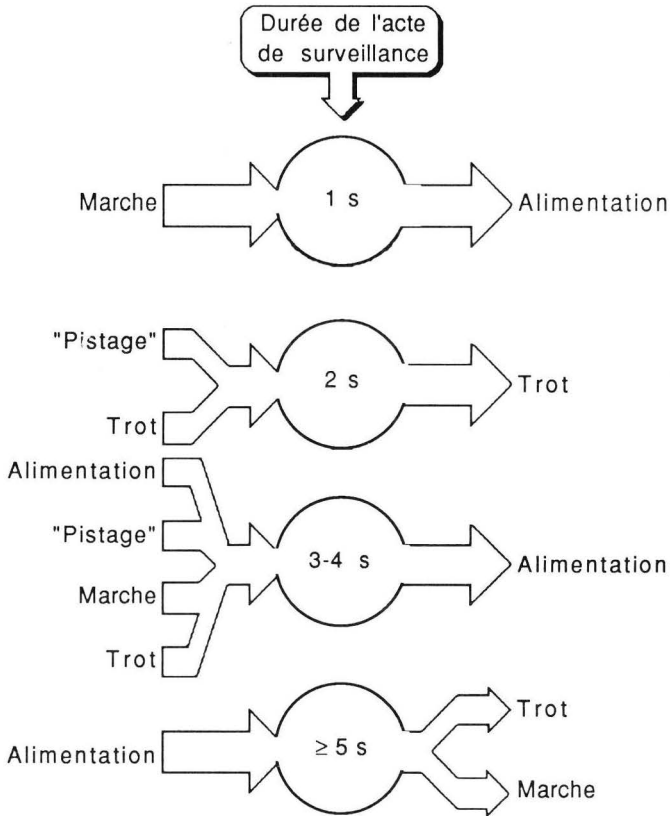 Durée de l'acte
de surveillance
Marche
1 s
Alimentation
"Pistage"
Trot
2 s
Trot
Alimentation
"Pistage"
Marche
Trot
3-4 s
Alimentation
Alimentation
≥ 5 s
Trot
Marche